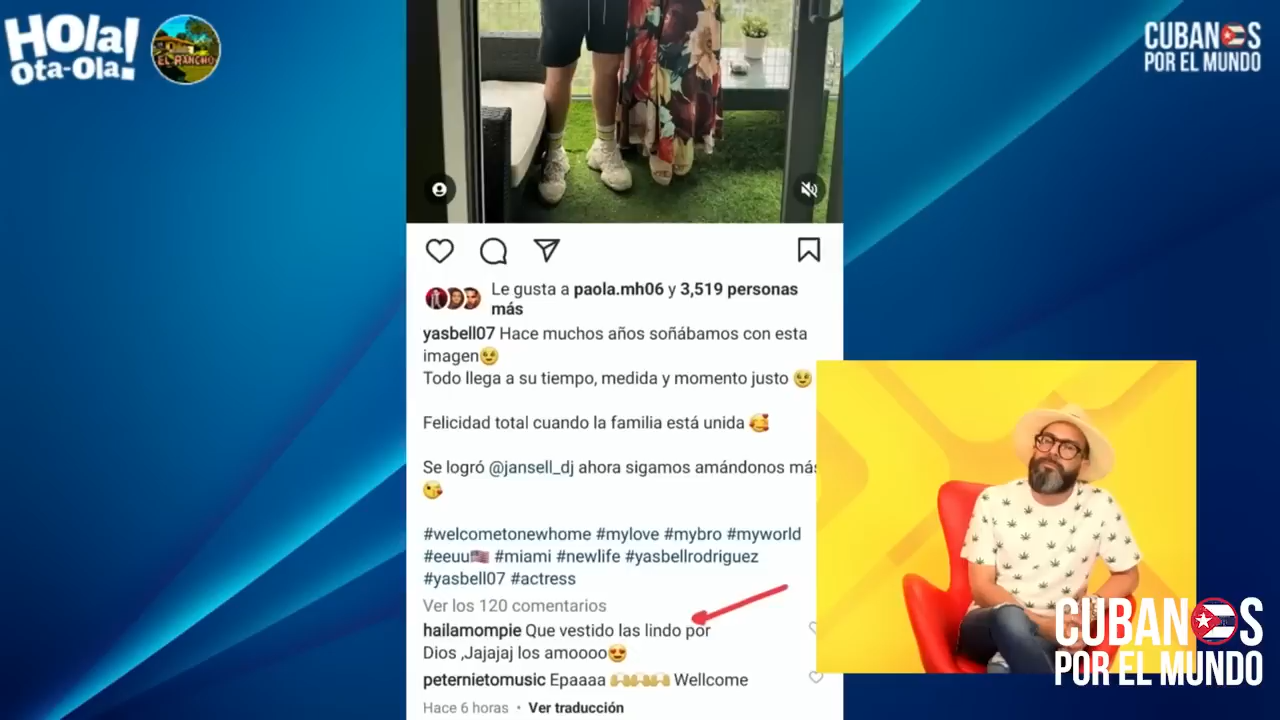 HOla!
Ota-Ola!
EL RANCHO
CUBANOS
POR EL MUNDO
Le gusta a paola.mh06 y 3,519 personas
más
yasbell07 Hace muchos años soñábamos con esta
imagen🥹
Todo llega a su tiempo, medida y momento justo 🥹
Felicidad total cuando la familia está unida 🥰
Se logró @jansell_dj ahora sigamos amándonos más
😘
#welcometonewhome #mylove #mybro #myworld
#eeuu🇺🇸 #miami #newlife #yasbellrodriguez
#yasbell07 #actress
Ver los 120 comentarios
hailamompie Que vestido las lindo por
Dios ,Jajajaj los amoooo😍
peternietomusic Epaaaa 🙌🙌🙌 Wellcome
Hace 6 horas • Ver traducción
CUBANOS
POR EL MUNDO